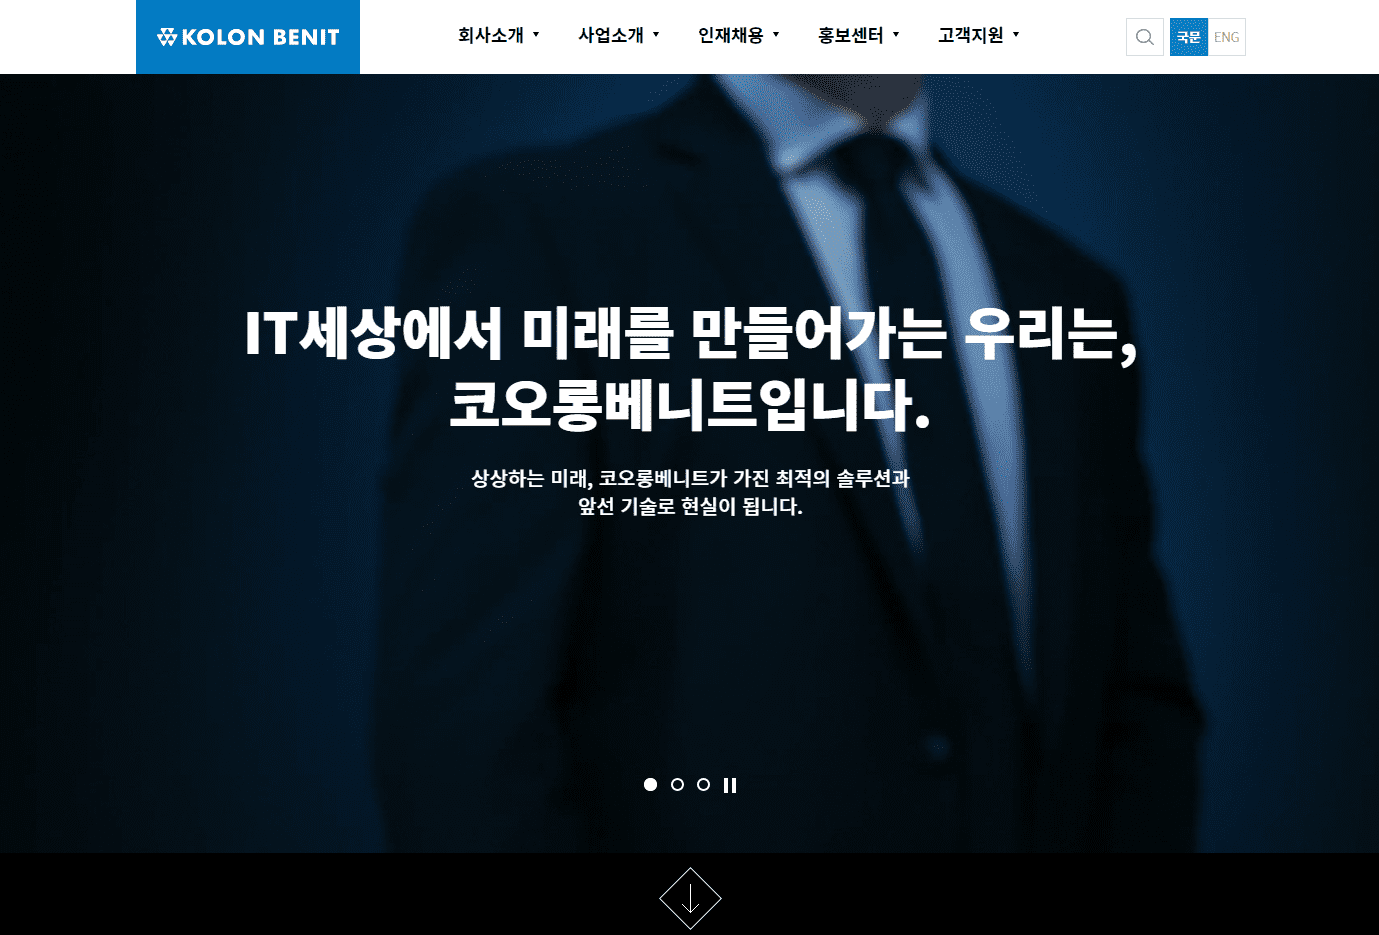 KOLON BENIT
회사소개
사업소개
인재채용
홍보센터
고객지원
국문
ENG
IT세상에서 미래를 만들어가는 우리는,
코오롱베니트입니다.
상상하는 미래, 코오롱베니트가 가진 최적의 솔루션과
앞선 기술로 현실이 됩니다.